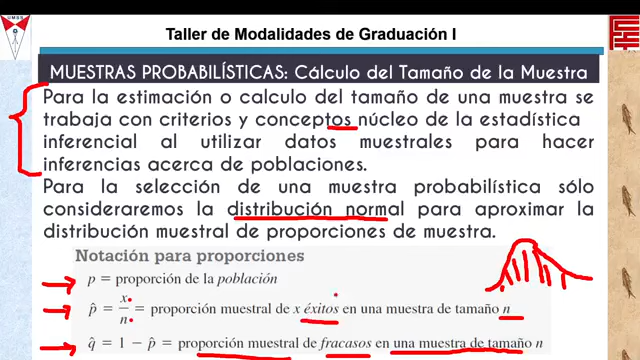 UMSS
Taller de Modalidades de Graduación I
MUESTRAS PROBABILÍSTICAS: Cálculo del Tamaño de la Muestra
Para la estimación o calculo del tamaño de una muestra se
trabaja con criterios y conceptos núcleo de la estadística
inferencial al utilizar datos muestrales para hacer
inferencias acerca de poblaciones.
Para la selección de una muestra probabilística sólo
consideraremos la distribución normal para aproximar la
distribución muestral de proporciones de muestra.
Notación para proporciones
p = proporción de la población
p̂ = x/n = proporción muestral de x éxitos en una muestra de tamaño n
q̂ = 1 − p̂ = proporción muestral de fracasos en una muestra de tamaño n